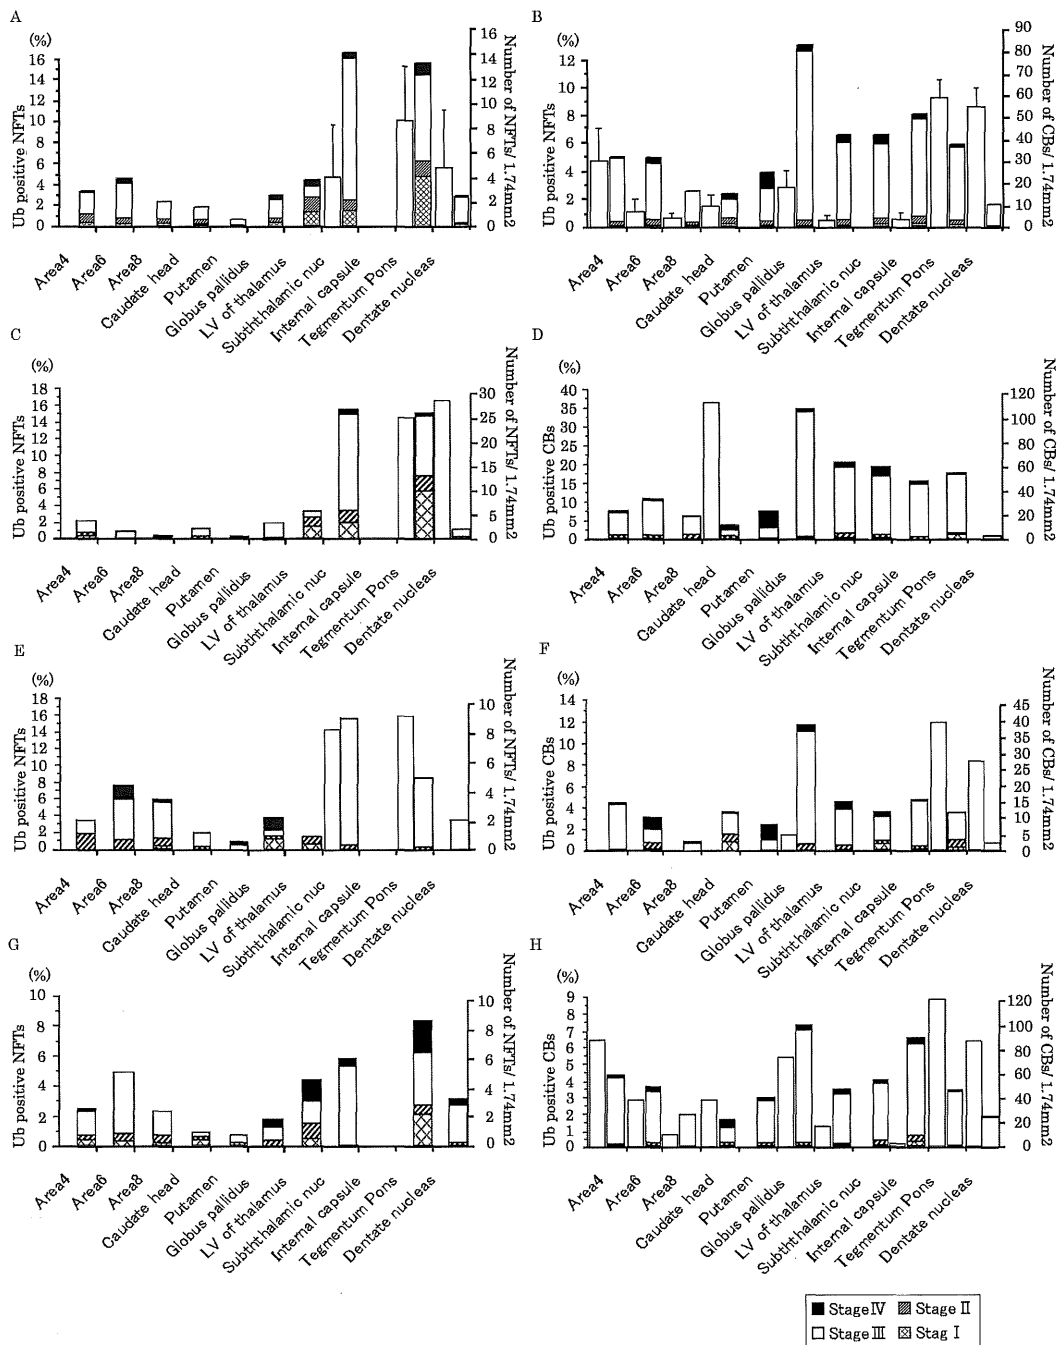 A
(%)
16
14
12
10
8
6
4
2
0
Ub positive NFTs
16
14
12
10
8
6
4
2
0
Number of NFTs/ 1.74mm2
Area4
Area6
Area8
Caudate head
Putamen
Globus pallidus
LV of thalamus
Subththalamic nuc
Internal capsule
Tegmentum Pons
Dentate nucleas
B
(%)
12
10
8
6
4
2
0
Ub positive NFTs
90
80
70
60
50
40
30
20
10
0
Number of CBs/ 1.74mm2
Area4
Area6
Area8
Caudate head
Putamen
Globus pallidus
LV of thalamus
Subththalamic nuc
Internal capsule
Tegmentum Pons
Dentate nucleas
C
(%)
18
16
14
12
10
8
6
4
2
0
Ub positive NFTs
30
25
20
15
10
5
0
Number of NFTs/ 1.74mm2
Area4
Area6
Area8
Caudate head
Putamen
Globus pallidus
LV of thalamus
Subththalamic nuc
Internal capsule
Tegmentum Pons
Dentate nucleas
D
(%)
40
35
30
25
20
15
10
5
0
Ub positive CBs
120
100
80
60
40
20
0
Number of CBs/ 1.74mm2
Area4
Area6
Area8
Caudate head
Putamen
Globus pallidus
LV of thalamus
Subththalamic nuc
Internal capsule
Tegmentum Pons
Dentate nucleas
E
(%)
18
16
14
12
10
8
6
4
2
0
Ub positive NFTs
10
8
6
4
2
0
Number of NFTs/ 1.74mm2
Area4
Area6
Area8
Caudate head
Putamen
Globus pallidus
LV of thalamus
Subththalamic nuc
Internal capsule
Tegmentum Pons
Dentate nucleas
F
(%)
14
12
10
8
6
4
2
0
Ub positive CBs
45
40
35
30
25
20
15
10
5
0
Number of CBs/ 1.74mm2
Area4
Area6
Area8
Caudate head
Putamen
Globus pallidus
LV of thalamus
Subththalamic nuc
Internal capsule
Tegmentum Pons
Dentate nucleas
G
(%)
10
8
6
4
2
0
Ub positive NFTs
10
8
6
4
2
0
Number of NFTs/ 1.74mm2
Area4
Area6
Area8
Caudate head
Putamen
Globus pallidus
LV of thalamus
Subththalamic nuc
Internal capsule
Tegmentum Pons
Dentate nucleas
H
(%)
9
8
7
6
5
4
3
2
1
0
Ub positive CBs
120
100
80
60
40
20
0
Number of CBs/ 1.74mm2
Area4
Area6
Area8
Caudate head
Putamen
Globus pallidus
LV of thalamus
Subththalamic nuc
Internal capsule
Tegmentum Pons
Dentate nucleas
Stage IV
Stage II
Stage III
Stag I